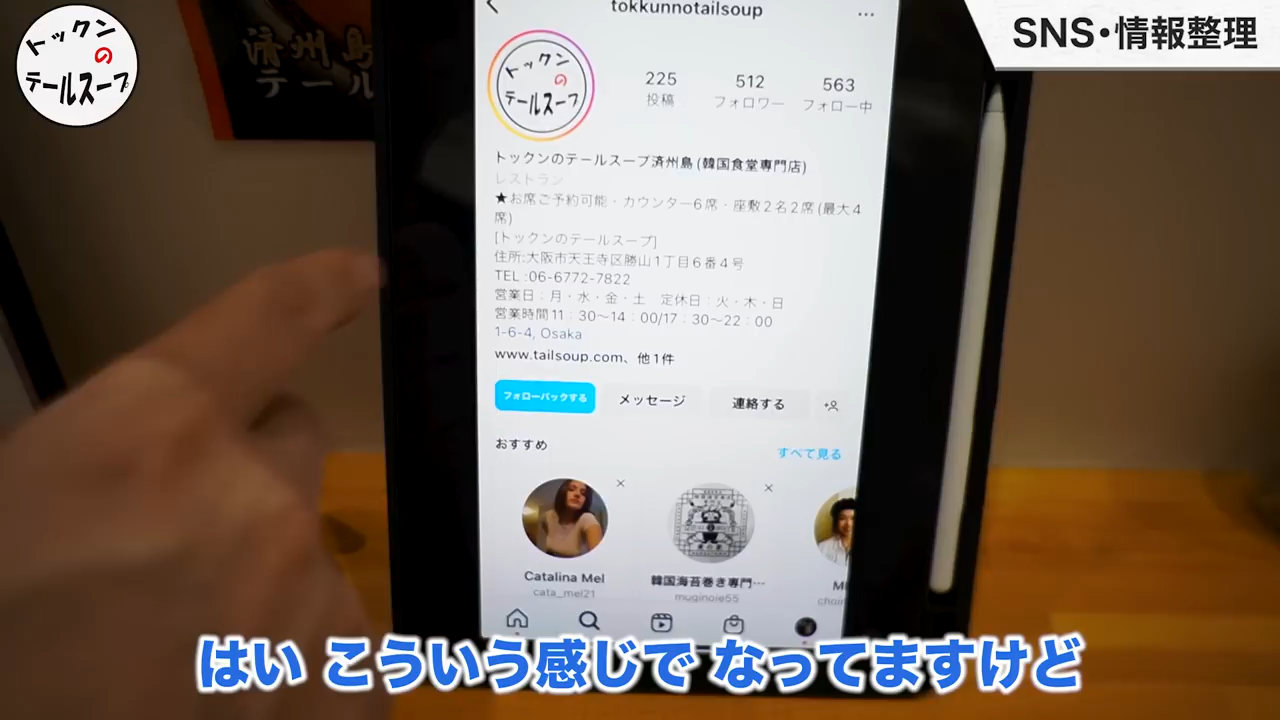 トックン
の
テールスープ
済州島
テール
SNS・情報整理
tokkunnotailsoup
トックン
の
テールスープ
225
投稿
512
フォロワー
563
フォロー中
トックンのテールスープ済州島(韓国食堂専門店)
レストラン
★お席ご予約可能・カウンター6席・座敷2名2席(最大4
席)
[トックンのテールスープ]
住所:大阪市天王寺区勝山1丁目6番4号
TEL:06-6772-7822
営業日：月・水・金・土 定休日：火・木・日
営業時間11：30〜14：00/17：30〜22：00
1-6-4, Osaka
www.tailsoup.com、他1件
フォローバックする
メッセージ
連絡する
おすすめ
すべて見る
Catalina Mel
cata_mel21
韓国海苔巻き専門…
muginoie55
はい こういう感じで なってますけど